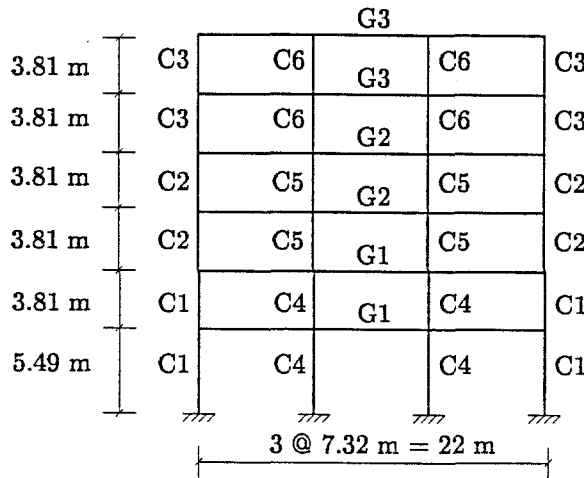 G3
3.81 m C3 C6 C6 C3
G3
3.81 m C3 C6 C6 C3
G2
3.81 m C2 C5 C5 C2
G2
3.81 m C2 C5 C5 C2
G1
3.81 m C1 C4 C4 C1
G1
5.49 m C1 C4 C4 C1
3 @ 7.32 m = 22 m